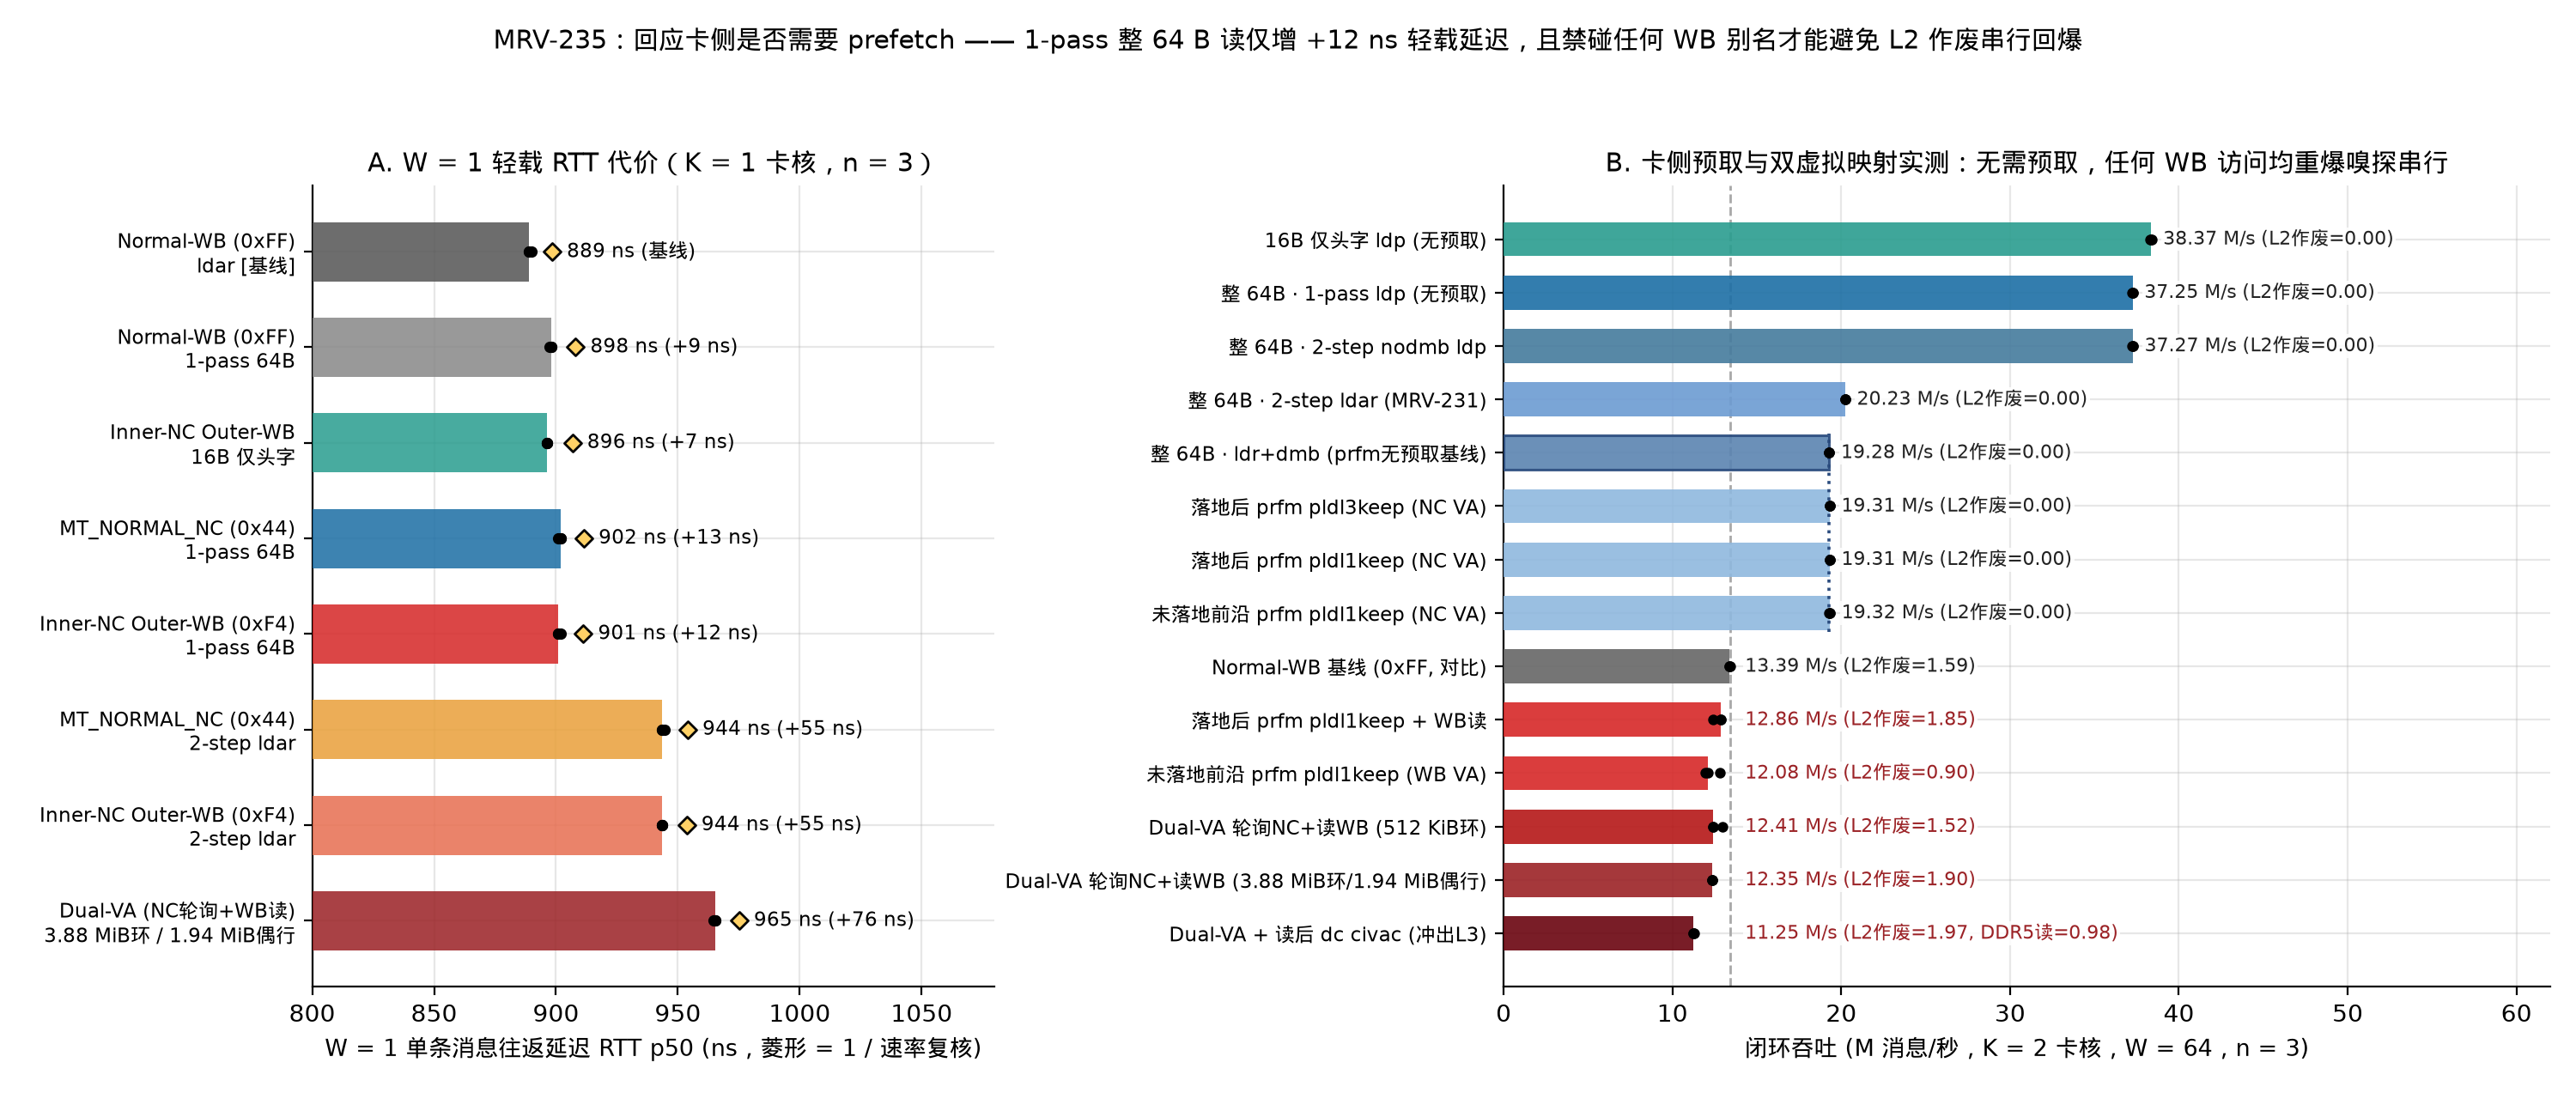 MRV-235：回应卡侧是否需要 prefetch —— 1-pass 整 64 B 读仅增 +12 ns 轻载延迟，且禁碰任何 WB 别名才能避免 L2 作废串行回爆
A. W = 1 轻载 RTT 代价（K = 1 卡核，n = 3）
Normal-WB (0xFF)
ldar [基线]
889 ns (基线)
Normal-WB (0xFF)
1-pass 64B
898 ns (+9 ns)
Inner-NC Outer-WB
16B 仅头字
896 ns (+7 ns)
MT_NORMAL_NC (0x44)
1-pass 64B
902 ns (+13 ns)
Inner-NC Outer-WB (0xF4)
1-pass 64B
901 ns (+12 ns)
MT_NORMAL_NC (0x44)
2-step ldar
944 ns (+55 ns)
Inner-NC Outer-WB (0xF4)
2-step ldar
944 ns (+55 ns)
Dual-VA (NC轮询+WB读)
3.88 MiB环 / 1.94 MiB偶行
965 ns (+76 ns)
800 850 900 950 1000 1050
W = 1 单条消息往返延迟 RTT p50 (ns，菱形 = 1 / 速率复核)
B. 卡侧预取与双虚拟映射实测：无需预取，任何 WB 访问均重爆嗅探串行
16B 仅头字 ldp (无预取)
38.37 M/s (L2作废=0.00)
整 64B · 1-pass ldp (无预取)
37.25 M/s (L2作废=0.00)
整 64B · 2-step nodmb ldp
37.27 M/s (L2作废=0.00)
整 64B · 2-step ldar (MRV-231)
20.23 M/s (L2作废=0.00)
整 64B · ldr+dmb (prfm无预取基线)
19.28 M/s (L2作废=0.00)
落地后 prfm pldl3keep (NC VA)
19.31 M/s (L2作废=0.00)
落地后 prfm pldl1keep (NC VA)
19.31 M/s (L2作废=0.00)
未落地前沿 prfm pldl1keep (NC VA)
19.32 M/s (L2作废=0.00)
Normal-WB 基线 (0xFF, 对比)
13.39 M/s (L2作废=1.59)
落地后 prfm pldl1keep + WB读
12.86 M/s (L2作废=1.85)
未落地前沿 prfm pldl1keep (WB VA)
12.08 M/s (L2作废=0.90)
Dual-VA 轮询NC+读WB (512 KiB环)
12.41 M/s (L2作废=1.52)
Dual-VA 轮询NC+读WB (3.88 MiB环/1.94 MiB偶行)
12.35 M/s (L2作废=1.90)
Dual-VA + 读后 dc civac (冲出L3)
11.25 M/s (L2作废=1.97, DDR5读=0.98)
0 10 20 30 40 50 60
闭环吞吐 (M 消息/秒，K = 2 卡核，W = 64，n = 3)